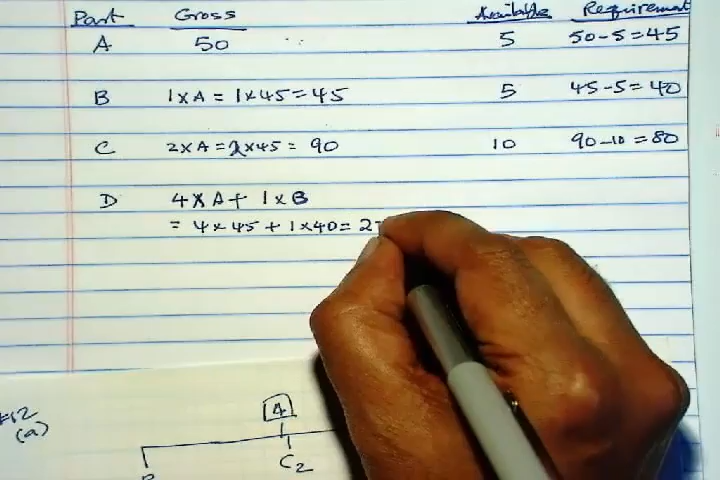 Part Gross Available Requirement
A 50 5 50-5=45
B 1xA = 1x45=45 5 45-5=40
C 2xA = 2x45 = 90 10 90-10=80
D 4xA+ 1xB
= 4x45+1x40=2
#12
(a)
A
C2